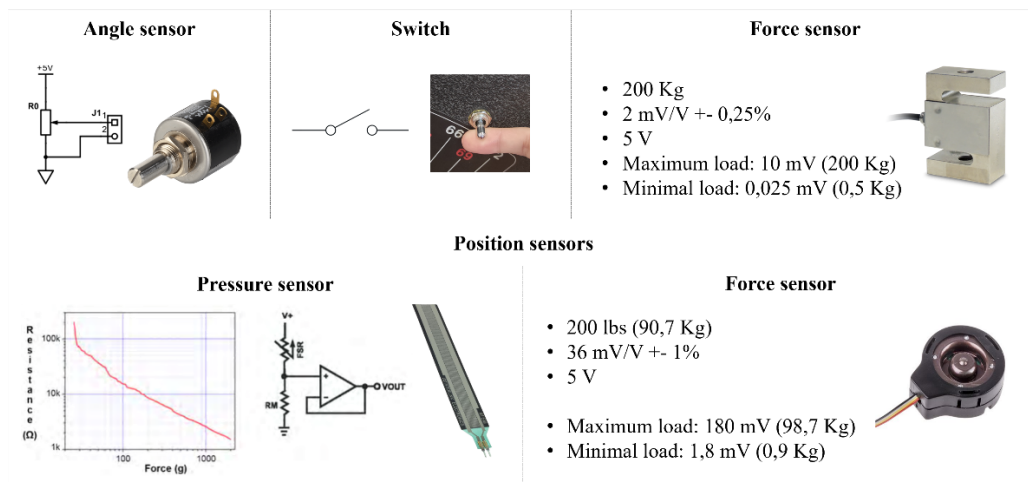 Angle sensor
+5V
R0
J1
1
2
Switch
66
69
2
Force sensor
• 200 Kg
• 2 mV/V +- 0,25%
• 5 V
• Maximum load: 10 mV (200 Kg)
• Minimal load: 0,025 mV (0,5 Kg)
Position sensors
Pressure sensor
Resistance
(Ω)
100k
10k
1k
100
1000
Force (g)
V+
FSR
RM
+
-
VOUT
Force sensor
• 200 lbs (90,7 Kg)
• 36 mV/V +- 1%
• 5 V
• Maximum load: 180 mV (98,7 Kg)
• Minimal load: 1,8 mV (0,9 Kg)